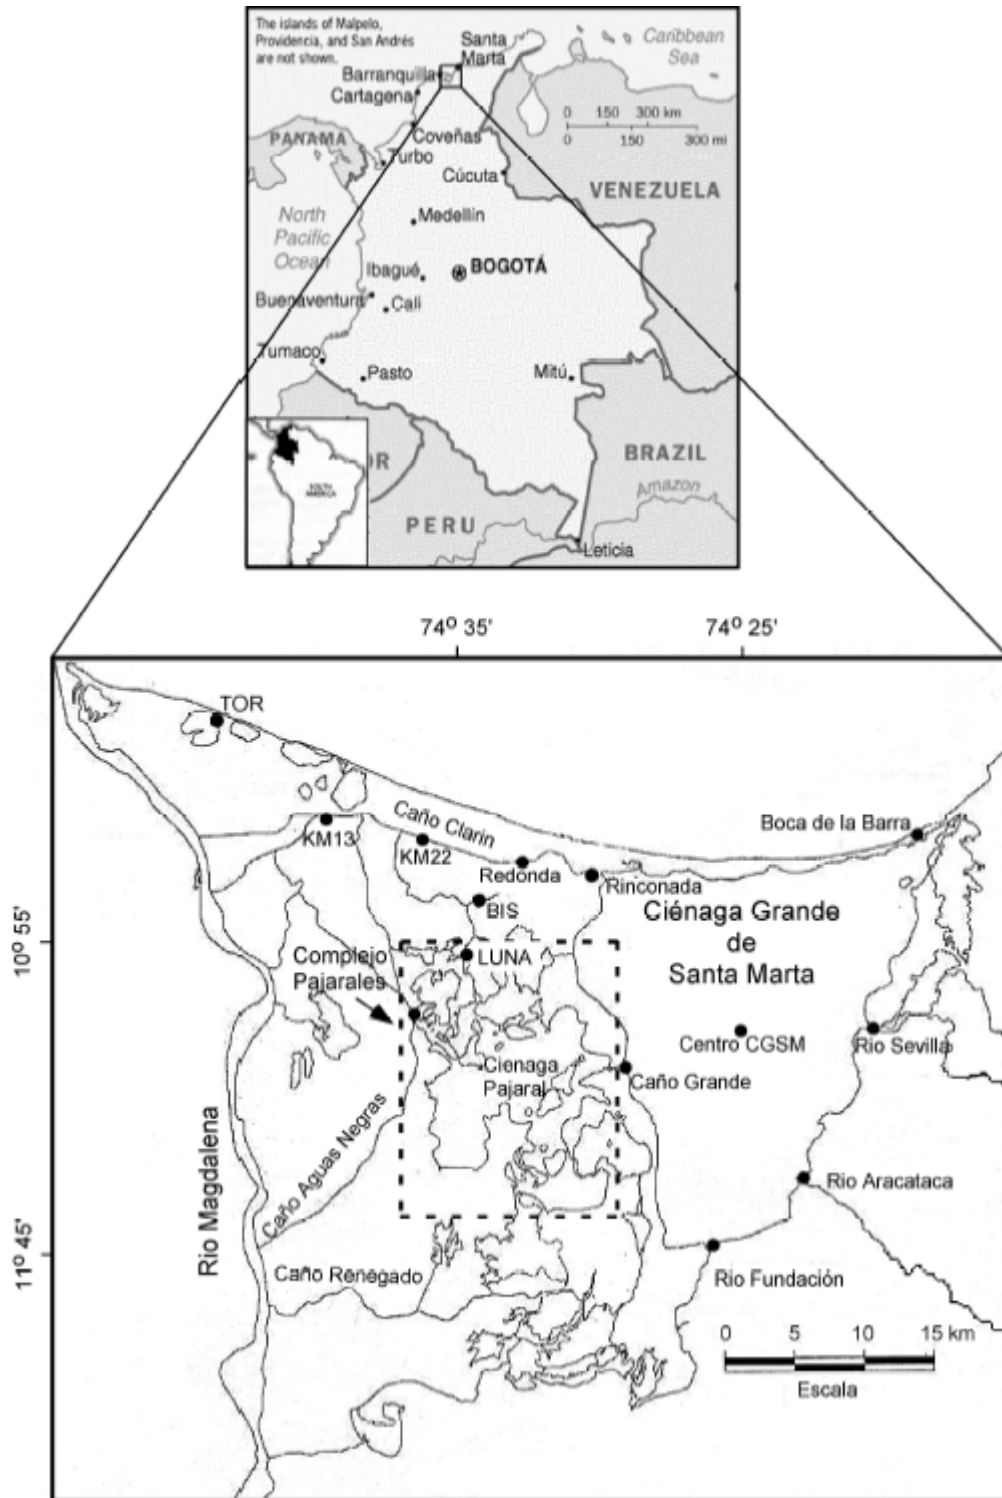 The islands of Malpelo,
Providencia, and San Andrés
are not shown.
Santa
Marta
Caribbean
Sea
Barranquilla
Cartagena
0 150 300 km
0 150 300 mi
PANAMA
Coveñas
Turbo
Cúcuta
VENEZUELA
North
Pacific
Ocean
Medellín
Ibagué
BOGOTÁ
Buenaventura
Cali
Tumaco
Pasto
Mitú
BRAZIL
Amazon
SOUTH
AMERICA
OR
PERU
Leticia
74º 35'
74º 25'
TOR
Caño Clarin
Boca de la Barra
KM13
KM22
Redonda
Rinconada
BIS
Ciénaga Grande
de
Santa Marta
10º 55'
Complejo
Pajarales
LUNA
Centro CGSM
Rio Sevilla
Cienaga
Pajaral
Caño Grande
Rio Magdalena
Caño Aguas Negras
Rio Aracataca
11º 45'
Caño Renegado
Rio Fundación
0 5 10 15 km
Escala